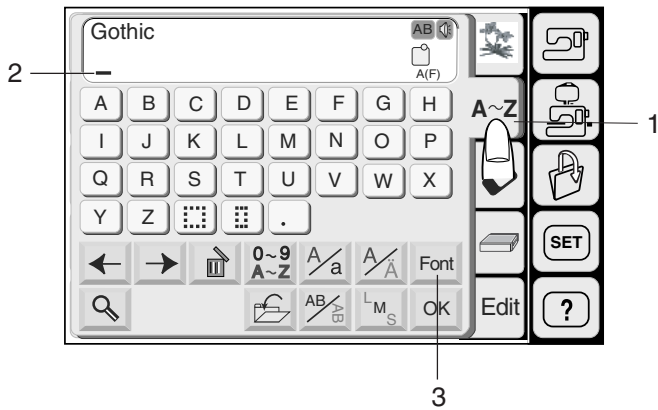 Gothic AB
A(F)
2
A B C D E F G H
A~Z
1
I J K L M N O P
Q R S T U V W X
Y Z .
SET
0~9
A~Z
A/a A/Ä Font
AB/AB L M S OK Edit ?
3